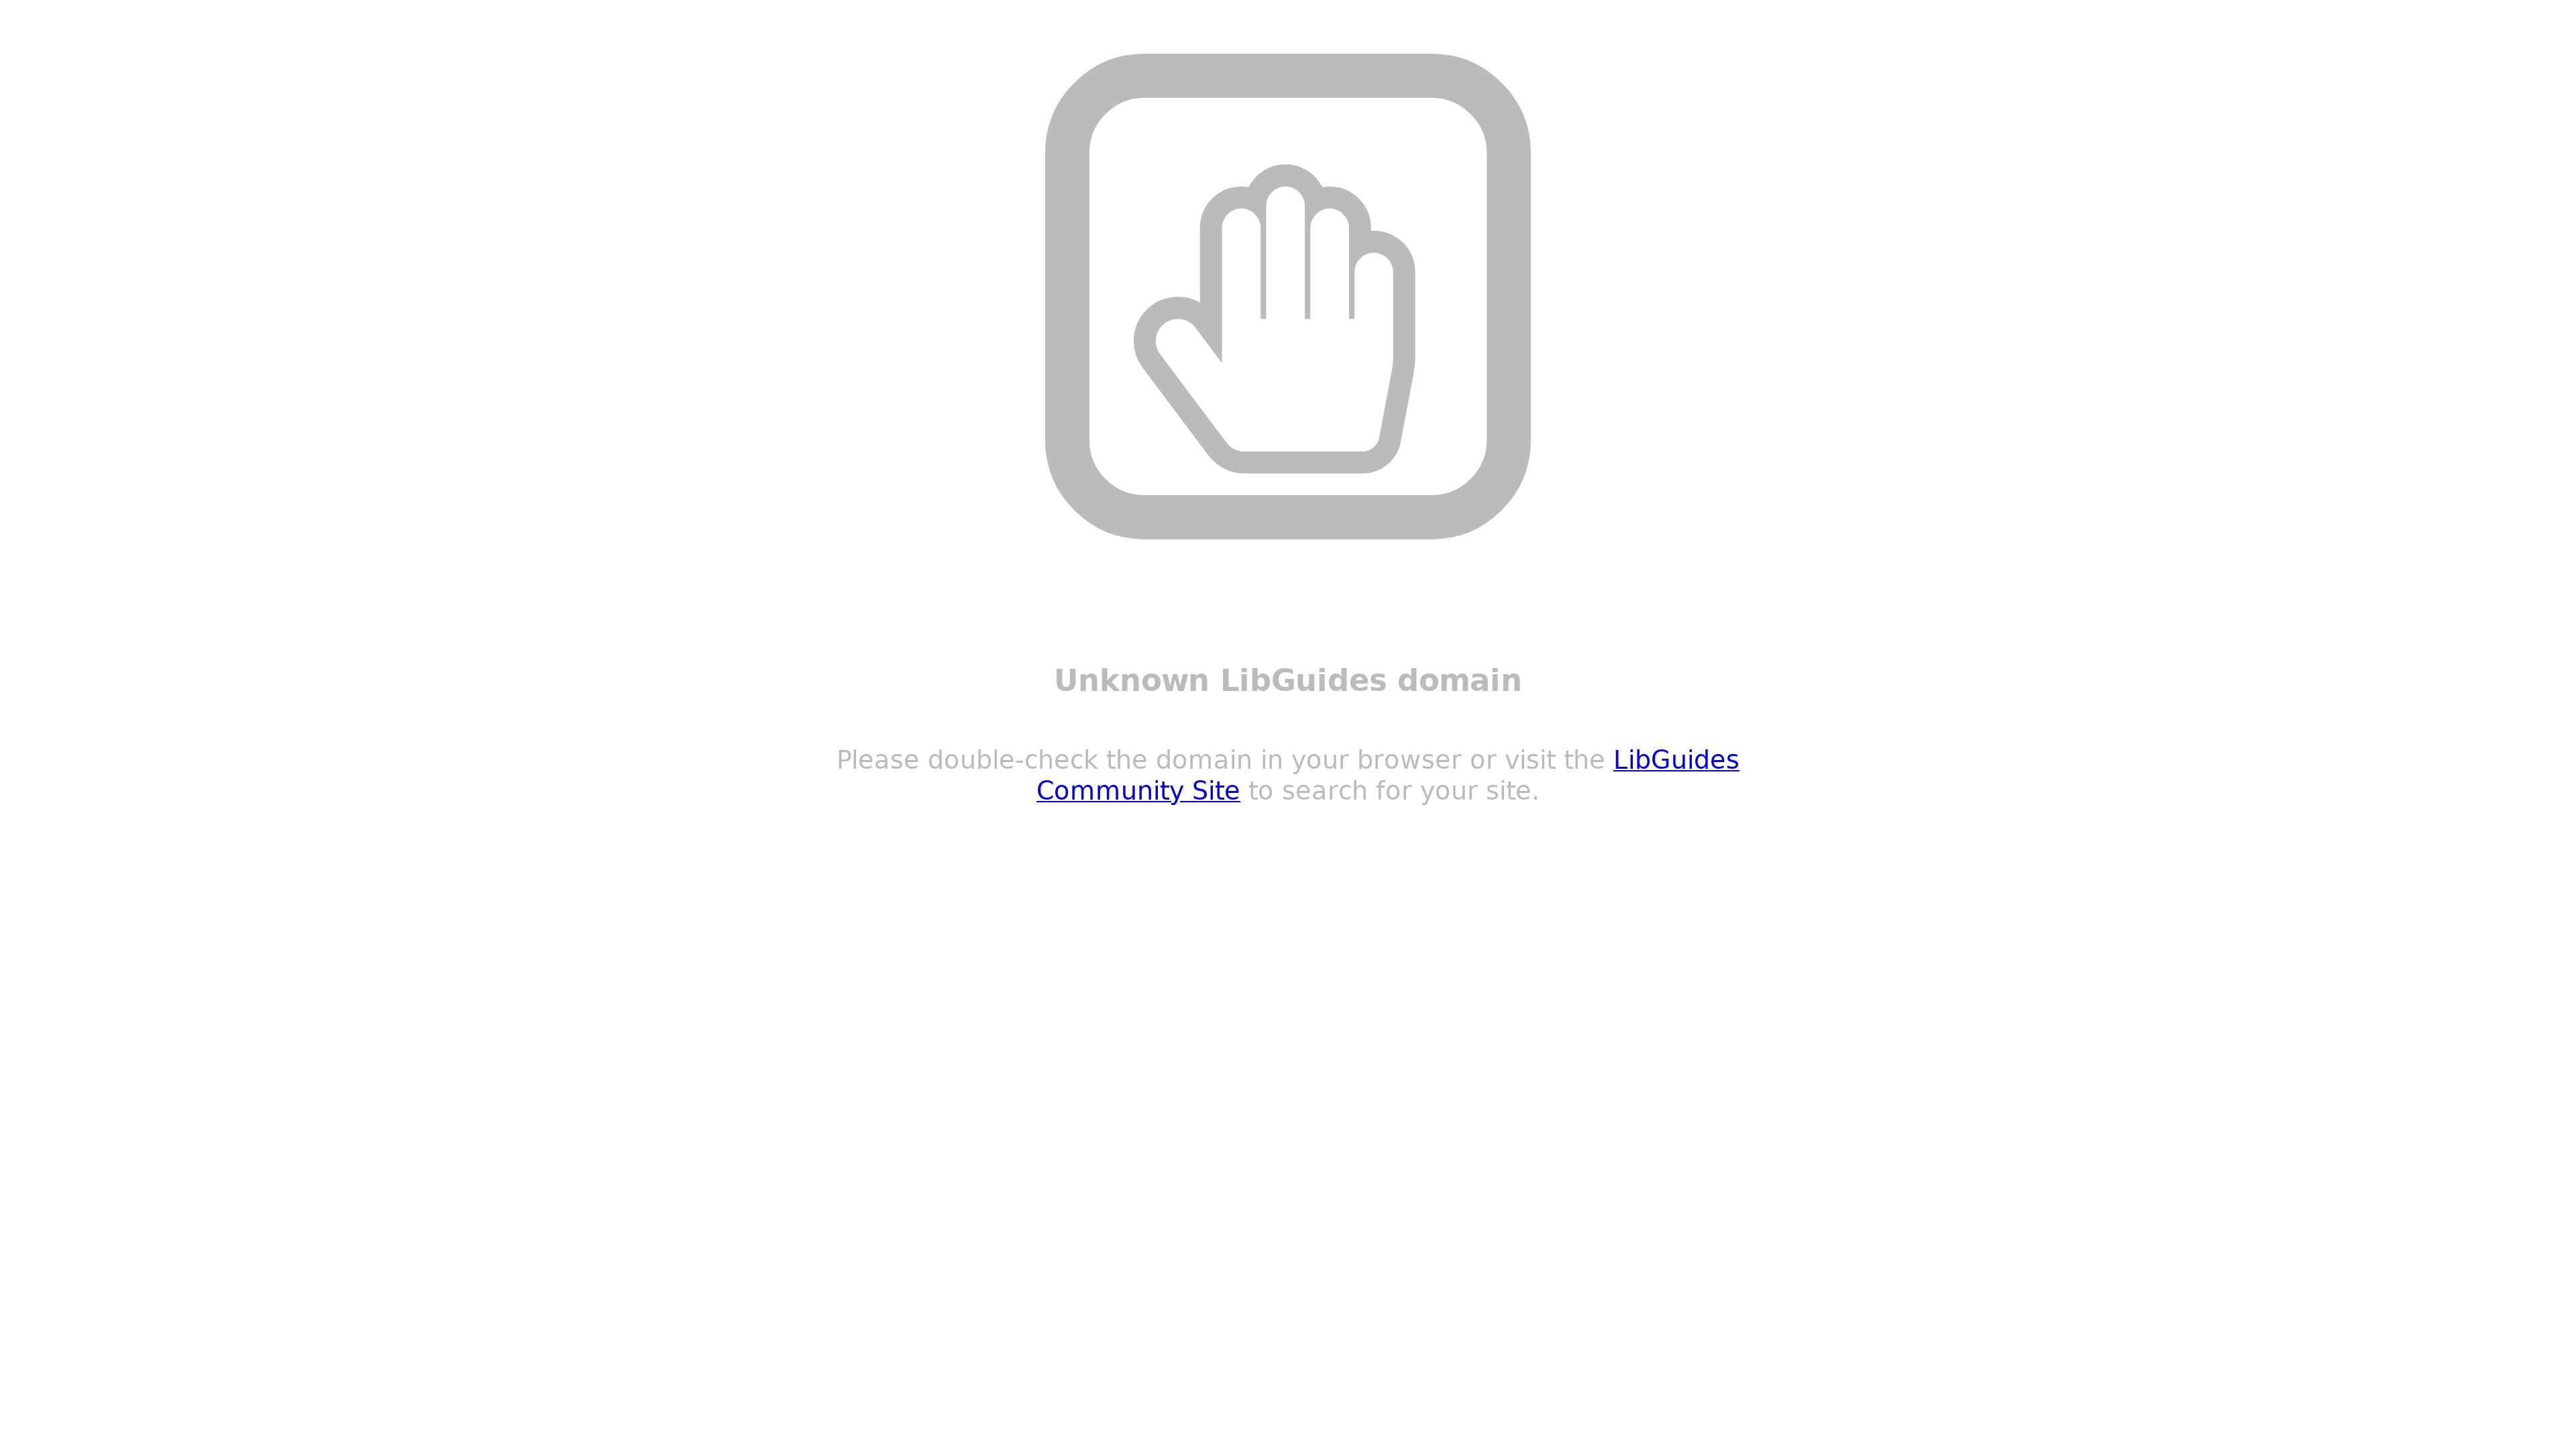 Unknown LibGuides domain
Please double-check the domain in your browser or visit the LibGuides
Community Site to search for your site.